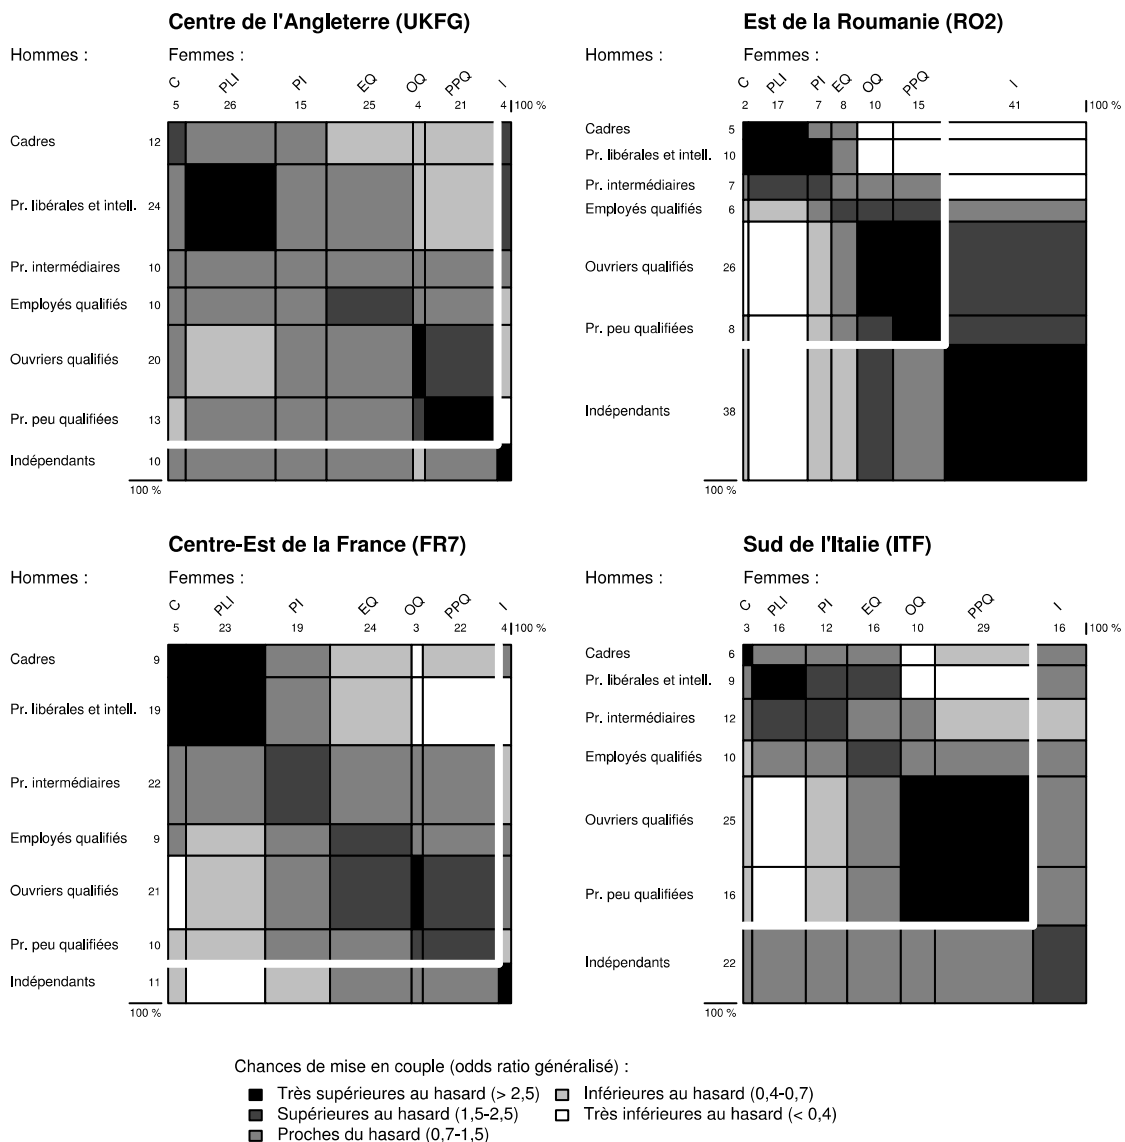 Centre de l'Angleterre (UKFG)
Hommes :
Femmes :
C PLI PI EQ OQ PPQ I
5 26 15 25 4 21 4 100 %
Cadres 12
Pr. libérales et intell. 24
Pr. intermédiaires 10
Employés qualifiés 10
Ouvriers qualifiés 20
Pr. peu qualifiées 13
Indépendants 10
100 %
Est de la Roumanie (RO2)
Hommes :
Femmes :
C PLI PI EQ OQ PPQ I
2 17 7 8 10 15 41 100 %
Cadres 5
Pr. libérales et intell. 10
Pr. intermédiaires 7
Employés qualifiés 6
Ouvriers qualifiés 26
Pr. peu qualifiées 8
Indépendants 38
100 %
Centre-Est de la France (FR7)
Hommes :
Femmes :
C PLI PI EQ OQ PPQ I
5 23 19 24 3 22 4 100 %
Cadres 9
Pr. libérales et intell. 19
Pr. intermédiaires 22
Employés qualifiés 9
Ouvriers qualifiés 21
Pr. peu qualifiées 10
Indépendants 11
100 %
Sud de l'Italie (ITF)
Hommes :
Femmes :
C PLI PI EQ OQ PPQ I
3 16 12 16 10 29 16 100 %
Cadres 6
Pr. libérales et intell. 9
Pr. intermédiaires 12
Employés qualifiés 10
Ouvriers qualifiés 25
Pr. peu qualifiées 16
Indépendants 22
100 %
Chances de mise en couple (odds ratio généralisé) :
Très supérieures au hasard (> 2,5)
Supérieures au hasard (1,5-2,5)
Proches du hasard (0,7-1,5)
Inférieures au hasard (0,4-0,7)
Très inférieures au hasard (< 0,4)